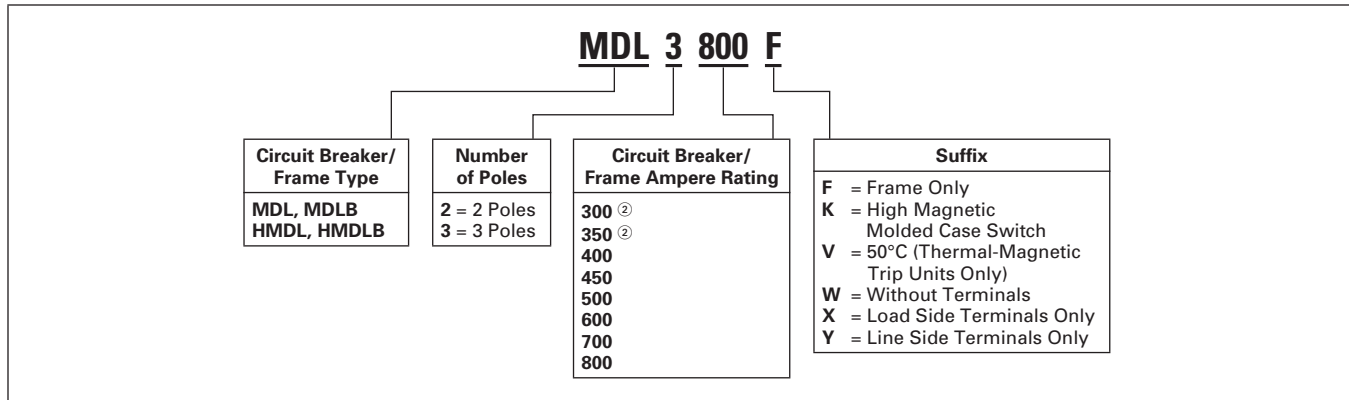 MDL 3 800 F
Circuit Breaker/
Frame Type
MDL, MDLB
HMDL, HMDLB
Number
of Poles
2 = 2 Poles
3 = 3 Poles
Circuit Breaker/
Frame Ampere Rating
300 ②
350 ②
400
450
500
600
700
800
Suffix
F = Frame Only
K = High Magnetic
Molded Case Switch
V = 50°C (Thermal-Magnetic
Trip Units Only)
W = Without Terminals
X = Load Side Terminals Only
Y = Line Side Terminals Only